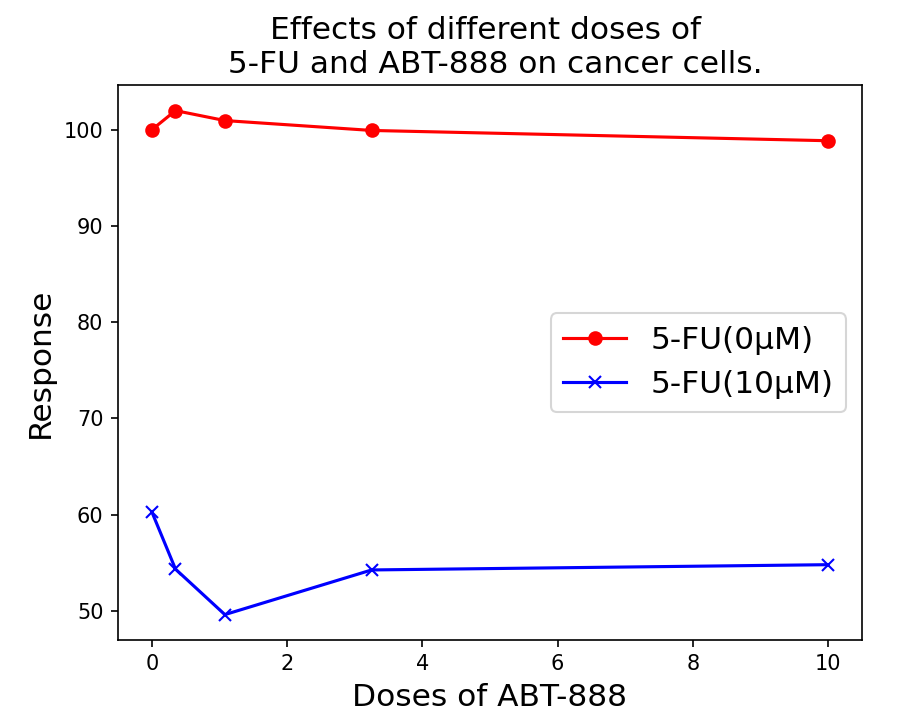 Effects of different doses of
5-FU and ABT-888 on cancer cells.
Response
100
90
80
70
60
50
5-FU(0μM)
5-FU(10μM)
0 2 4 6 8 10
Doses of ABT-888